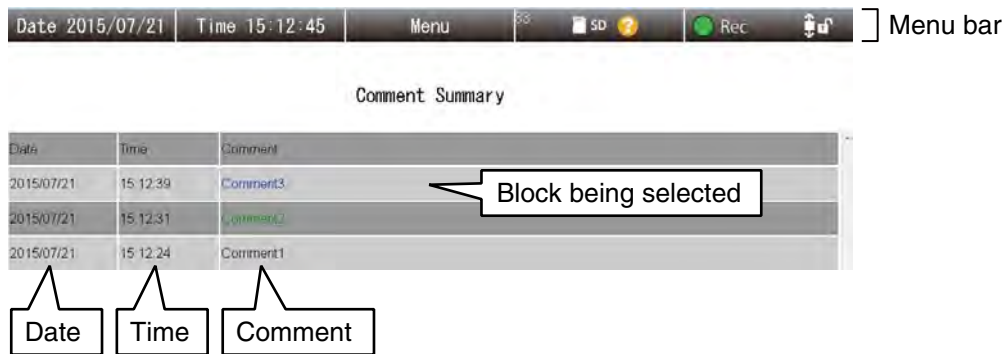 Date 2015/07/21 Time 15:12:45 Menu 53 SD ? Rec Menu bar
Comment Summary
Date Time Comment
2015/07/21 15:12:39 Comment3 Block being selected
2015/07/21 15:12:31 Comment2
2015/07/21 15:12:24 Comment1
Date Time Comment